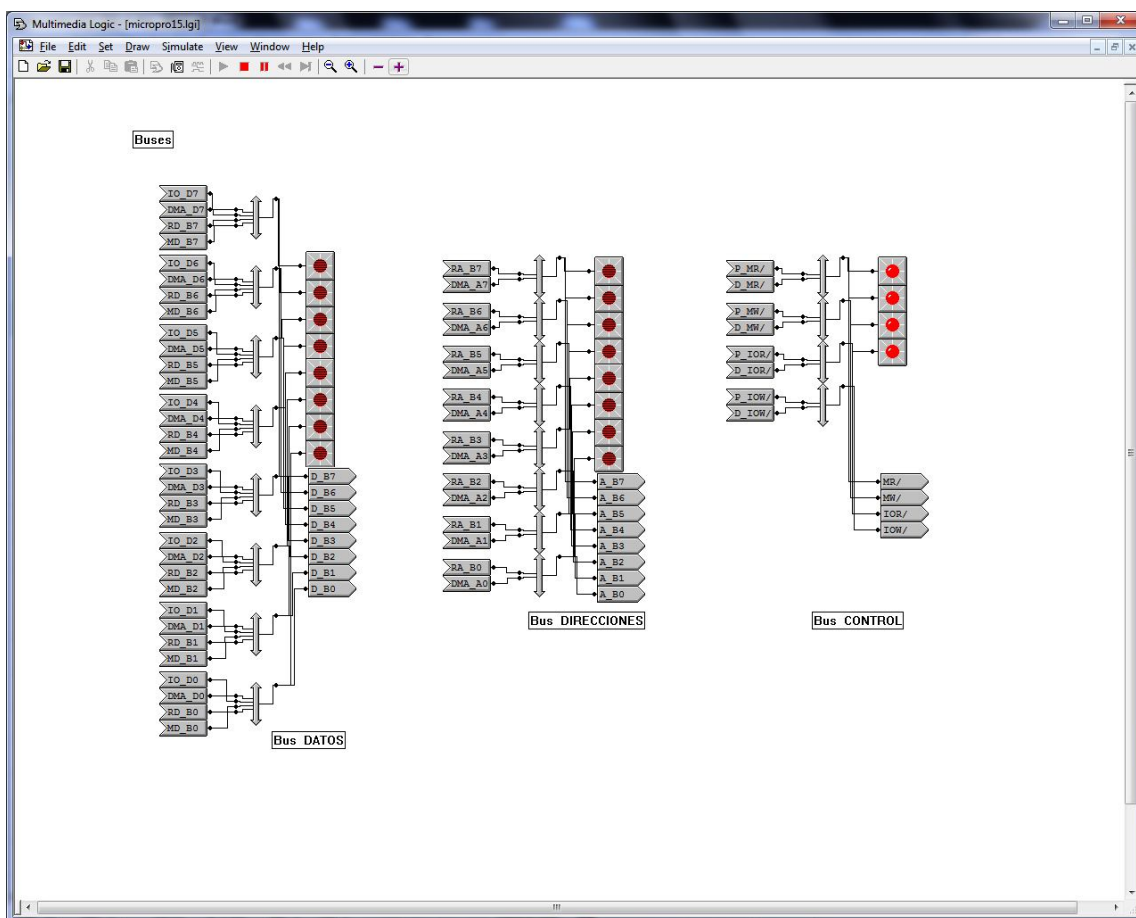 Multimedia Logic - [micropro15.lgi]
File Edit Set Draw Simulate View Window Help
Buses
IO_D7
DMA_D7
RD_B7
MD_B7
IO_D6
DMA_D6
RD_B6
MD_B6
IO_D5
DMA_D5
RD_B5
MD_B5
IO_D4
DMA_D4
RD_B4
MD_B4
IO_D3
DMA_D3
RD_B3
MD_B3
IO_D2
DMA_D2
RD_B2
MD_B2
IO_D1
DMA_D1
RD_B1
MD_B1
IO_D0
DMA_D0
RD_B0
MD_B0
D_B7
D_B6
D_B5
D_B4
D_B3
D_B2
D_B1
D_B0
Bus DATOS
RA_B7
DMA_A7
RA_B6
DMA_A6
RA_B5
DMA_A5
RA_B4
DMA_A4
RA_B3
DMA_A3
RA_B2
DMA_A2
RA_B1
DMA_A1
RA_B0
DMA_A0
A_B7
A_B6
A_B5
A_B4
A_B3
A_B2
A_B1
A_B0
Bus DIRECCIONES
P_MR/
D_MR/
P_MW/
D_MW/
P_IOR/
D_IOR/
P_IOW/
D_IOW/
MR/
MW/
IOR/
IOW/
Bus CONTROL